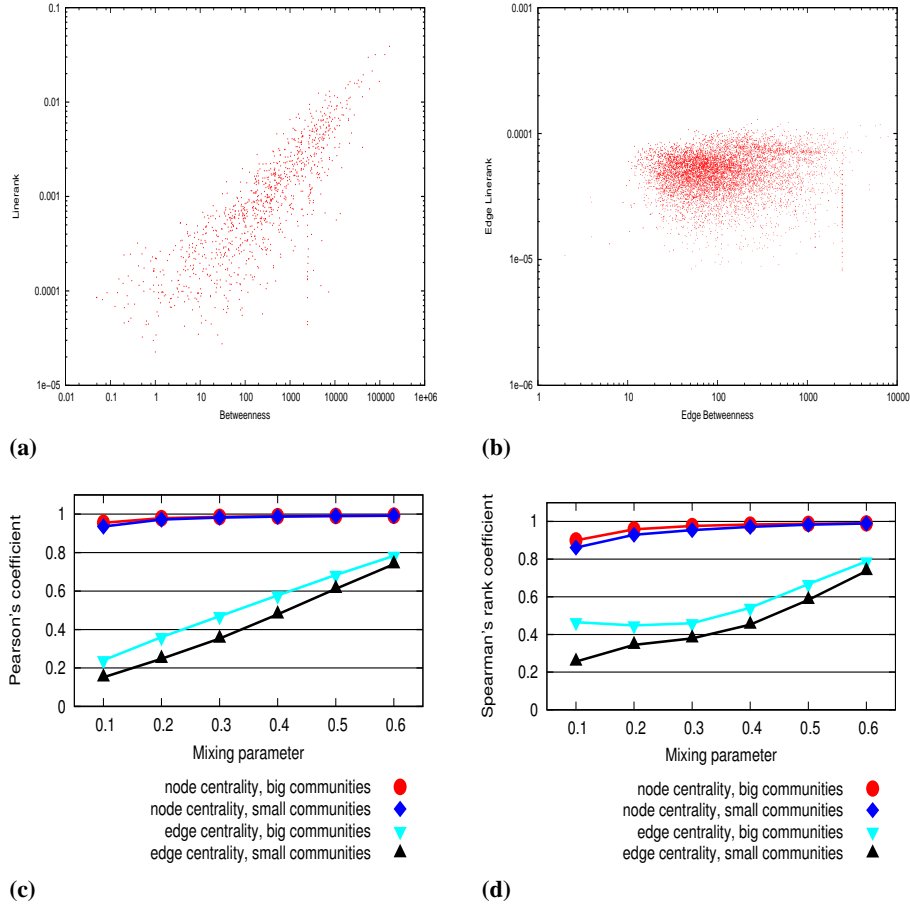 0.1
0.01
0.001
0.0001
1e-05
Linerank
0.01 0.1 1 10 100 1000 10000 100000 1e+06
Betweenness
(a)
0.001
0.0001
1e-05
1e-06
Edge Linerank
1 10 100 1000 10000
Edge Betweenness
(b)
1
0.8
0.6
0.4
0.2
0
Pearson's coefficient
0.1 0.2 0.3 0.4 0.5 0.6
Mixing parameter
node centrality, big communities
node centrality, small communities
edge centrality, big communities
edge centrality, small communities
(c)
1
0.8
0.6
0.4
0.2
0
Spearman's rank coefficient
0.1 0.2 0.3 0.4 0.5 0.6
Mixing parameter
node centrality, big communities
node centrality, small communities
edge centrality, big communities
edge centrality, small communities
(d)